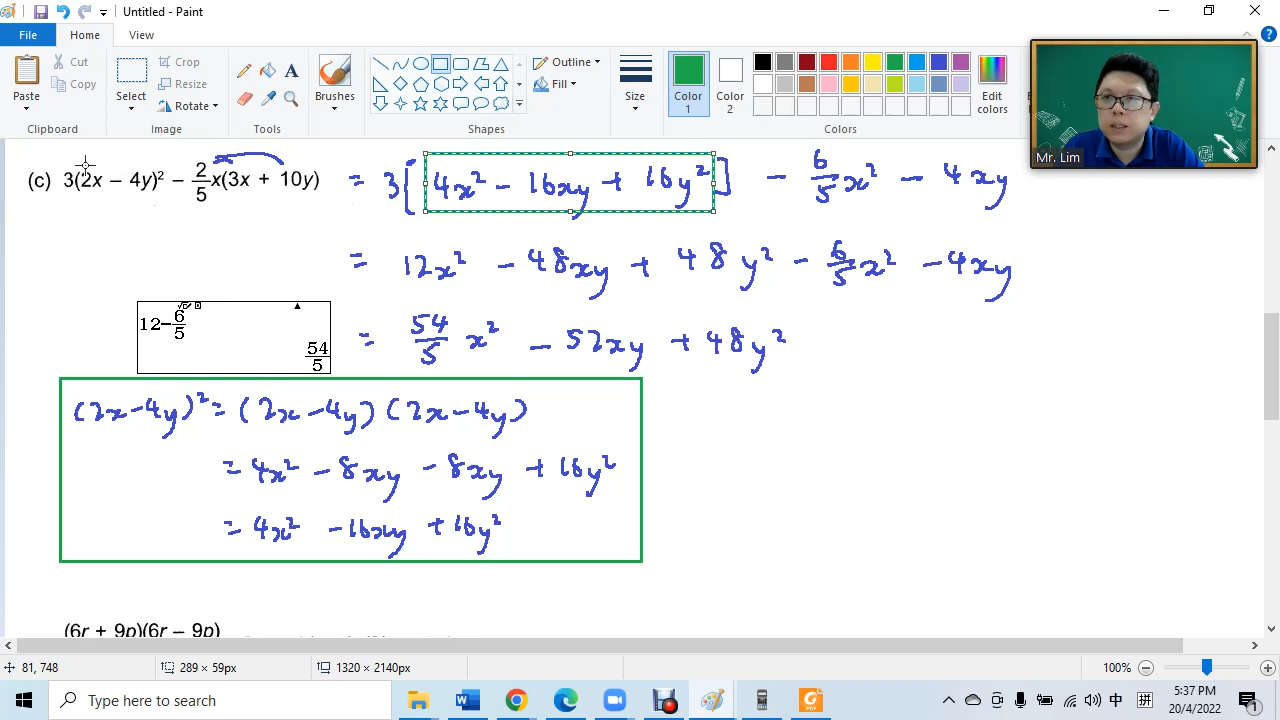 Untitled - Paint
File Home View
Paste Cut Copy Clipboard
Select Crop Resize Rotate Image
Tools
Brushes
Outline Fill Shapes
Size
Color 1 Color 2 Edit colors Colors
Mr. Lim
(c) 3(2x – 4y)² – 2/5 x(3x + 10y) = 3[4x² - 16xy + 16y²] - 6/5 x² - 4xy
= 12x² - 48xy + 48y² - 6/5 x² - 4xy
12-6/5
54/5
= 54/5 x² - 52xy + 48y²
(2x-4y)² = (2x-4y)(2x-4y)
= 4x² - 8xy - 8xy + 16y²
= 4x² - 16xy + 16y²
(6r + 9p)(6r – 9p)
81, 748 289 × 59px 1320 × 2140px 100%
Type here to search
中 拼 5:37 PM
20/4/2022